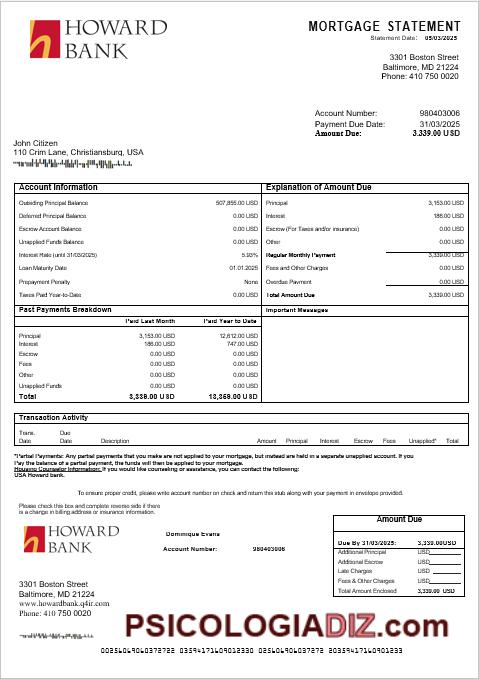 HOWARD
BANK
MORTGAGE STATEMENT
Statement Date: 05/03/2025
3301 Boston Street
Baltimore, MD 21224
Phone: 410 750 0020
Account Number: 980403006
Payment Due Date: 31/03/2025
Amount Due: 3,339.00 USD
John Citizen
110 Crim Lane, Christiansburg, USA
Account Information
Explanation of Amount Due
Outsiding Principal Balance 507,855.00 USD
Principal 3,153.00 USD
Deferred Principal Balance 0.00 USD
Interest 186.00 USD
Escrow Account Balance 0.00 USD
Escrow (For Taxes and/or insurance) 0.00 USD
Unapplied Funds Balance 0.00 USD
Other 0.00 USD
Interest Rate (until 31/03/2025) 5.93%
Regular Monthly Payment 3,339.00 USD
Loan Maturity Date 01.01.2025
Fees and Other Charges 0.00 USD
Prepayment Penalty None
Overdue Payment 0.00 USD
Taxes Paid Year-to-Date 0.00 USD
Total Amount Due 3,339.00 USD
Past Payments Breakdown
Important Messages
Paid Last Month Paid Year to Date
Principal 3,153.00 USD 12,612.00 USD
Interest 186.00 USD 747.00 USD
Escrow 0.00 USD 0.00 USD
Fees 0.00 USD 0.00 USD
Other 0.00 USD 0.00 USD
Unapplied Funds 0.00 USD 0.00 USD
Total 3,339.00 USD 13,359.00 USD
Transaction Activity
Trans. Due
Date Date Description Amount Principal Interest Escrow Fees Unapplied* Total
*Partial Payments: Any partial payments that you make are not applied to your mortgage, but instead are held in a separate unapplied account. If you
Pay the balance of a partial payment, the funds will then be applied to your mortgage.
Housing Counselor Information: If you would like counseling or assistance, you can contact the following:
USA Howard bank.
To ensure proper credit, please write account number on check and return this stub along with your payment in envelope provided.
Please check this box and complete reverse side if there
is a change in billing address or insurance information.
HOWARD
BANK
Dominique Evans
Account Number: 980403006
Amount Due
Due By 31/03/2025: 3,339.00USD
Additional Principal USD
Additional Escrow USD
Late Charges USD
Fees & Other Charges USD
Total Amount Enclosed 3,339.00 USD
3301 Boston Street
Baltimore, MD 21224
www.howardbank.q4ir.com
Phone: 410 750 0020
PSICOLOGIADIZ.com